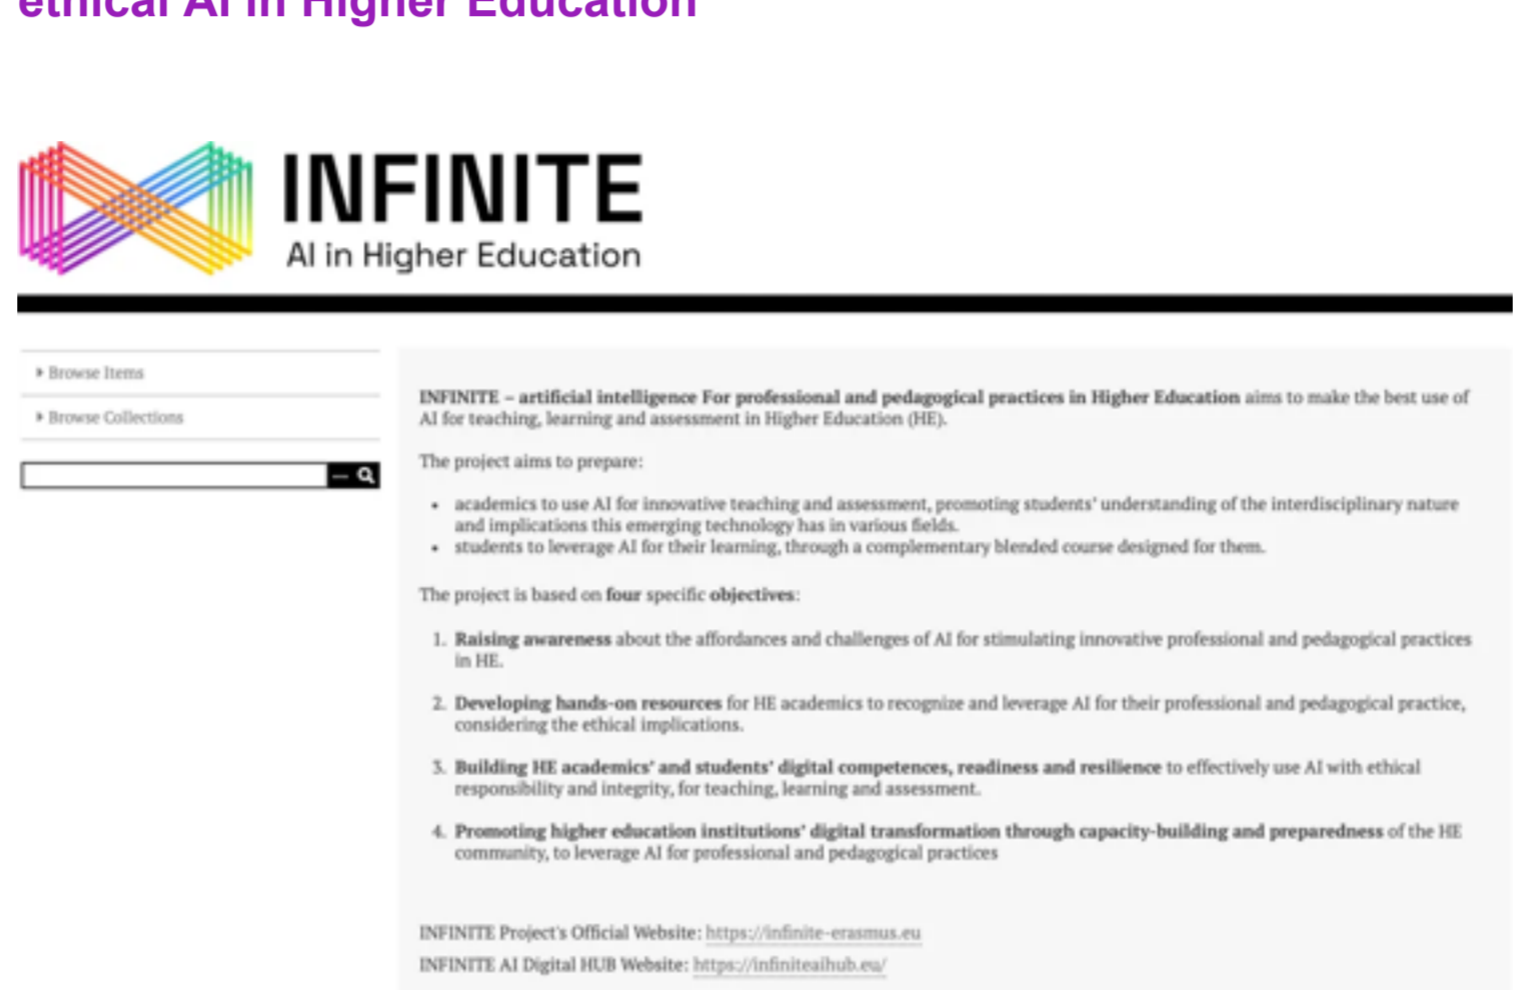 ethical AI in Higher Education
INFINITE
AI in Higher Education
Browse Items
Browse Collections
INFINITE – artificial intelligence For professional and pedagogical practices in Higher Education aims to make the best use of
AI for teaching, learning and assessment in Higher Education (HE).
The project aims to prepare:
• academics to use AI for innovative teaching and assessment, promoting students' understanding of the interdisciplinary nature
and implications this emerging technology has in various fields.
• students to leverage AI for their learning, through a complementary blended course designed for them.
The project is based on four specific objectives:
1. Raising awareness about the affordances and challenges of AI for stimulating innovative professional and pedagogical practices
in HE.
2. Developing hands-on resources for HE academics to recognize and leverage AI for their professional and pedagogical practice,
considering the ethical implications.
3. Building HE academics' and students' digital competences, readiness and resilience to effectively use AI with ethical
responsibility and integrity, for teaching, learning and assessment.
4. Promoting higher education institutions' digital transformation through capacity-building and preparedness of the HE
community, to leverage AI for professional and pedagogical practices
INFINITE Project's Official Website: https://infinite-erasmus.eu
INFINITE AI Digital HUB Website: https://infiniteaihub.eu/